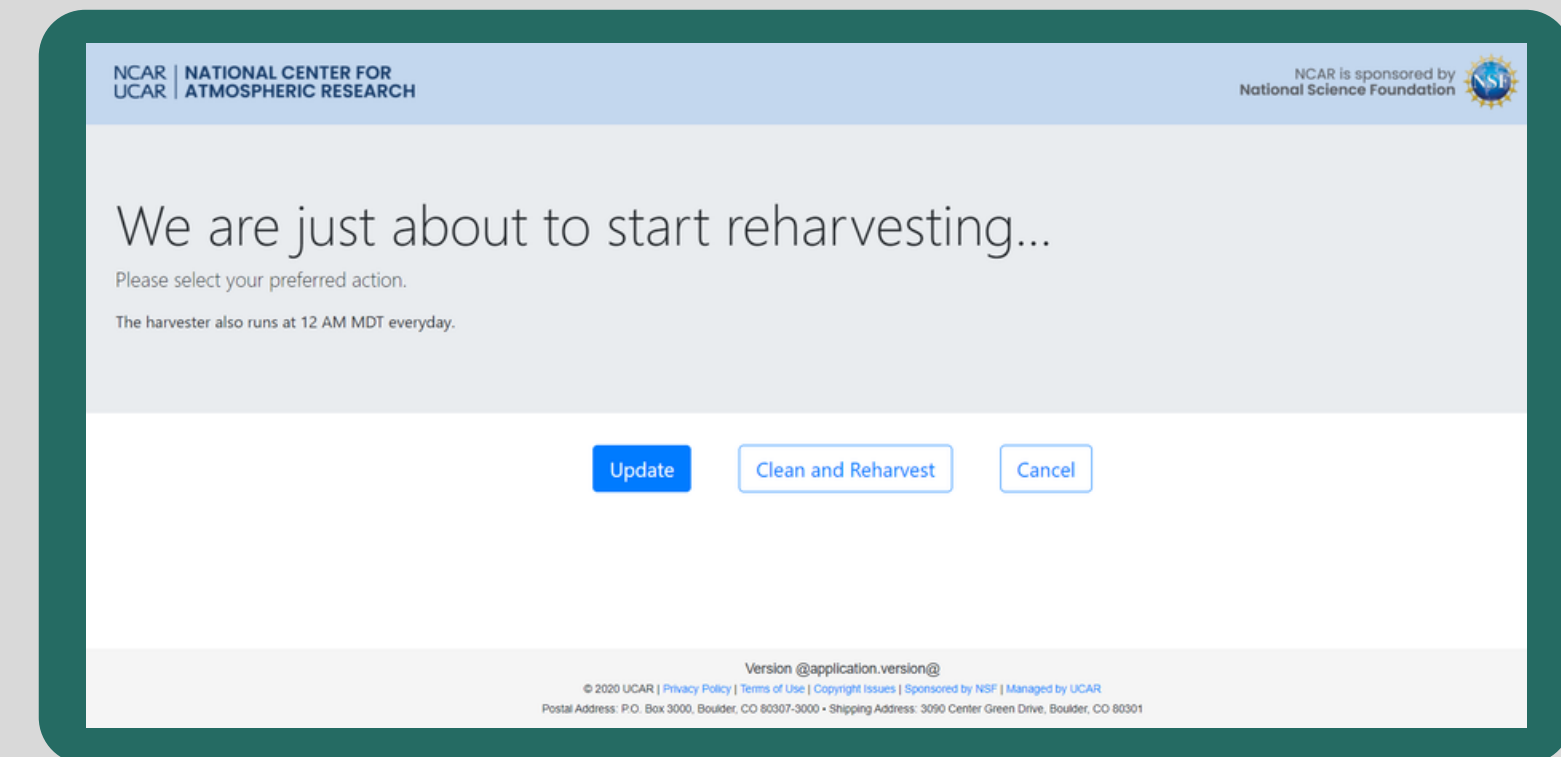 NCAR | NATIONAL CENTER FOR
UCAR | ATMOSPHERIC RESEARCH
NCAR is sponsored by
National Science Foundation
NSF
We are just about to start reharvesting...
Please select your preferred action.
The harvester also runs at 12 AM MDT everyday.
Update
Clean and Reharvest
Cancel
Version @application.version@
© 2020 UCAR | Privacy Policy | Terms of Use | Copyright Issues | Sponsored by NSF | Managed by UCAR
Postal Address: P.O. Box 3000, Boulder, CO 80307-3000 • Shipping Address: 3090 Center Green Drive, Boulder, CO 80301